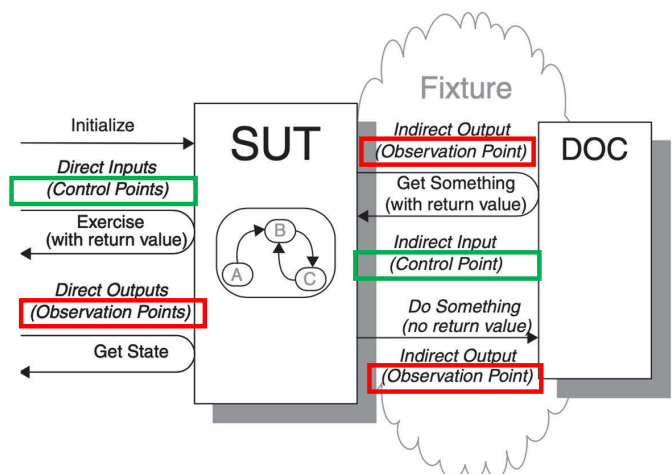 Fixture
Initialize
SUT
Indirect Output
(Observation Point)
DOC
Direct Inputs
(Control Points)
Get Something
(with return value)
Exercise
(with return value)
B
A
C
Indirect Input
(Control Point)
Direct Outputs
(Observation Points)
Do Something
(no return value)
Get State
Indirect Output
(Observation Point)